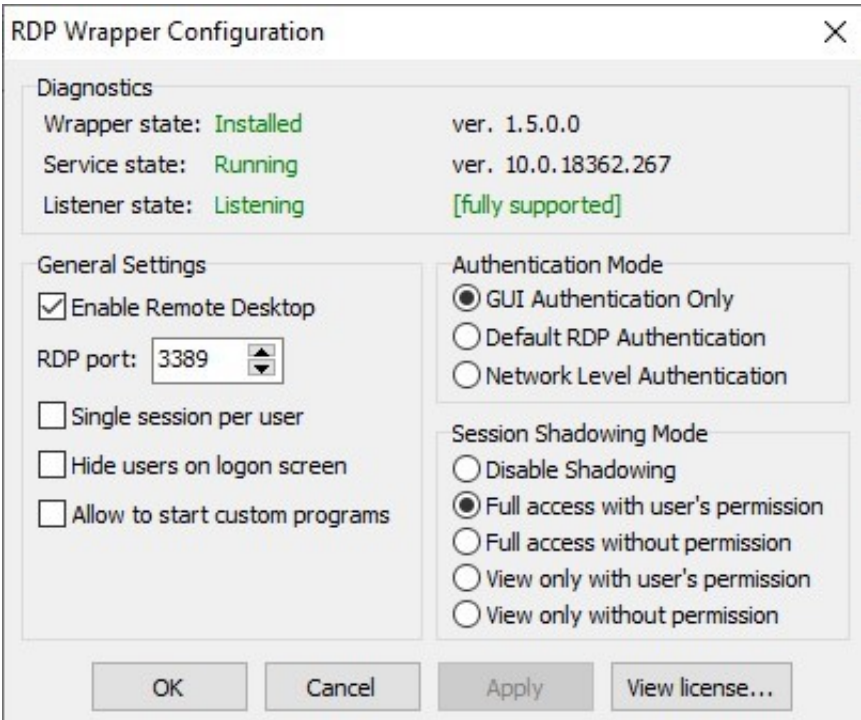 RDP Wrapper Configuration
Diagnostics
Wrapper state: Installed ver. 1.5.0.0
Service state: Running ver. 10.0.18362.267
Listener state: Listening [fully supported]
General Settings
Enable Remote Desktop
RDP port: 3389
Single session per user
Hide users on logon screen
Allow to start custom programs
Authentication Mode
GUI Authentication Only
Default RDP Authentication
Network Level Authentication
Session Shadowing Mode
Disable Shadowing
Full access with user's permission
Full access without permission
View only with user's permission
View only without permission
OK Cancel Apply View license...